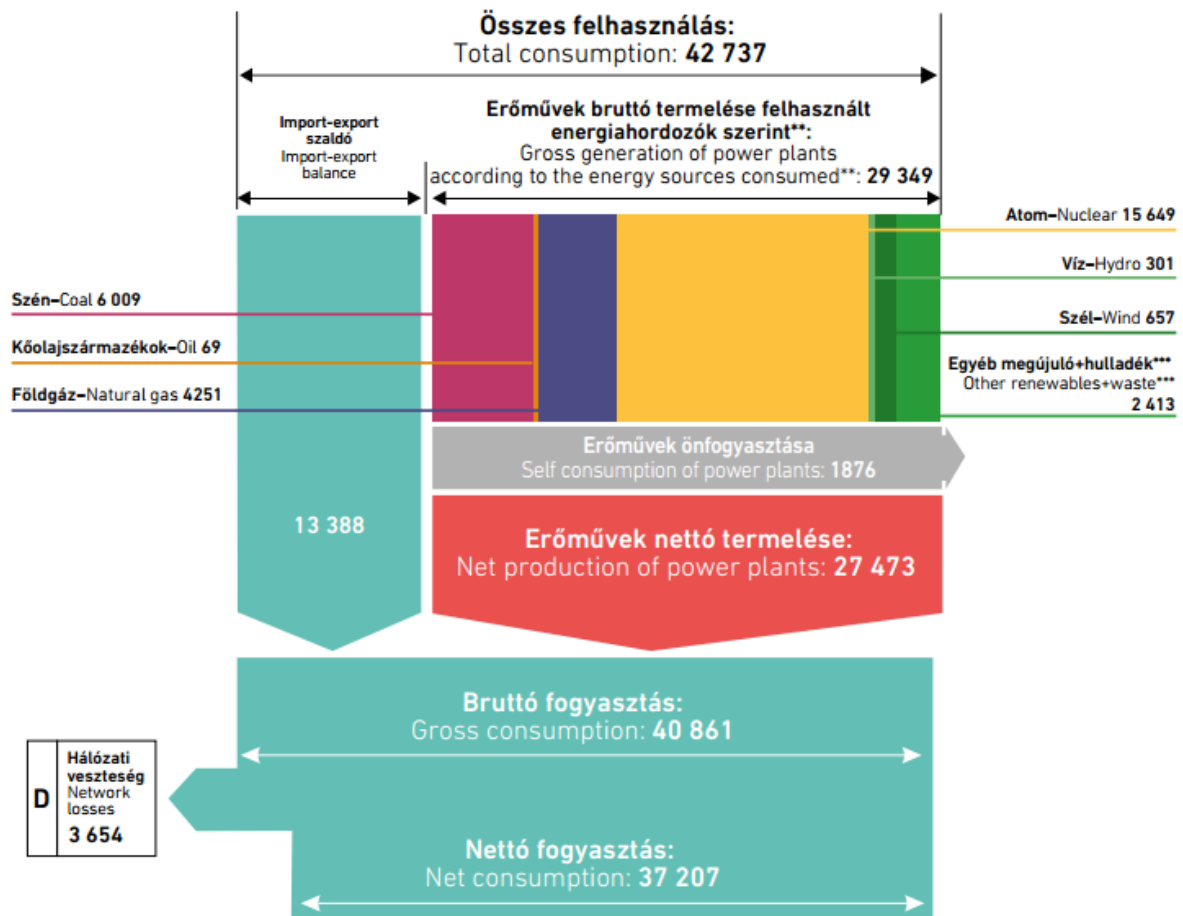 Összes felhasználás:
Total consumption: 42 737
Import-export
szaldó
Import-export
balance
Erőművek bruttó termelése felhasznált
energiahordozók szerint**:
Gross generation of power plants
according to the energy sources consumed**: 29 349
Szén–Coal 6 009
Kőolajszármazékok–Oil 69
Földgáz–Natural gas 4251
Atom–Nuclear 15 649
Víz–Hydro 301
Szél–Wind 657
Egyéb megújuló+hulladék***
Other renewables+waste***
2 413
Erőművek önfogyasztása
Self consumption of power plants: 1876
13 388
Erőművek nettó termelése:
Net production of power plants: 27 473
Bruttó fogyasztás:
Gross consumption: 40 861
D
Hálózati
veszteség
Network
losses
3 654
Nettó fogyasztás:
Net consumption: 37 207